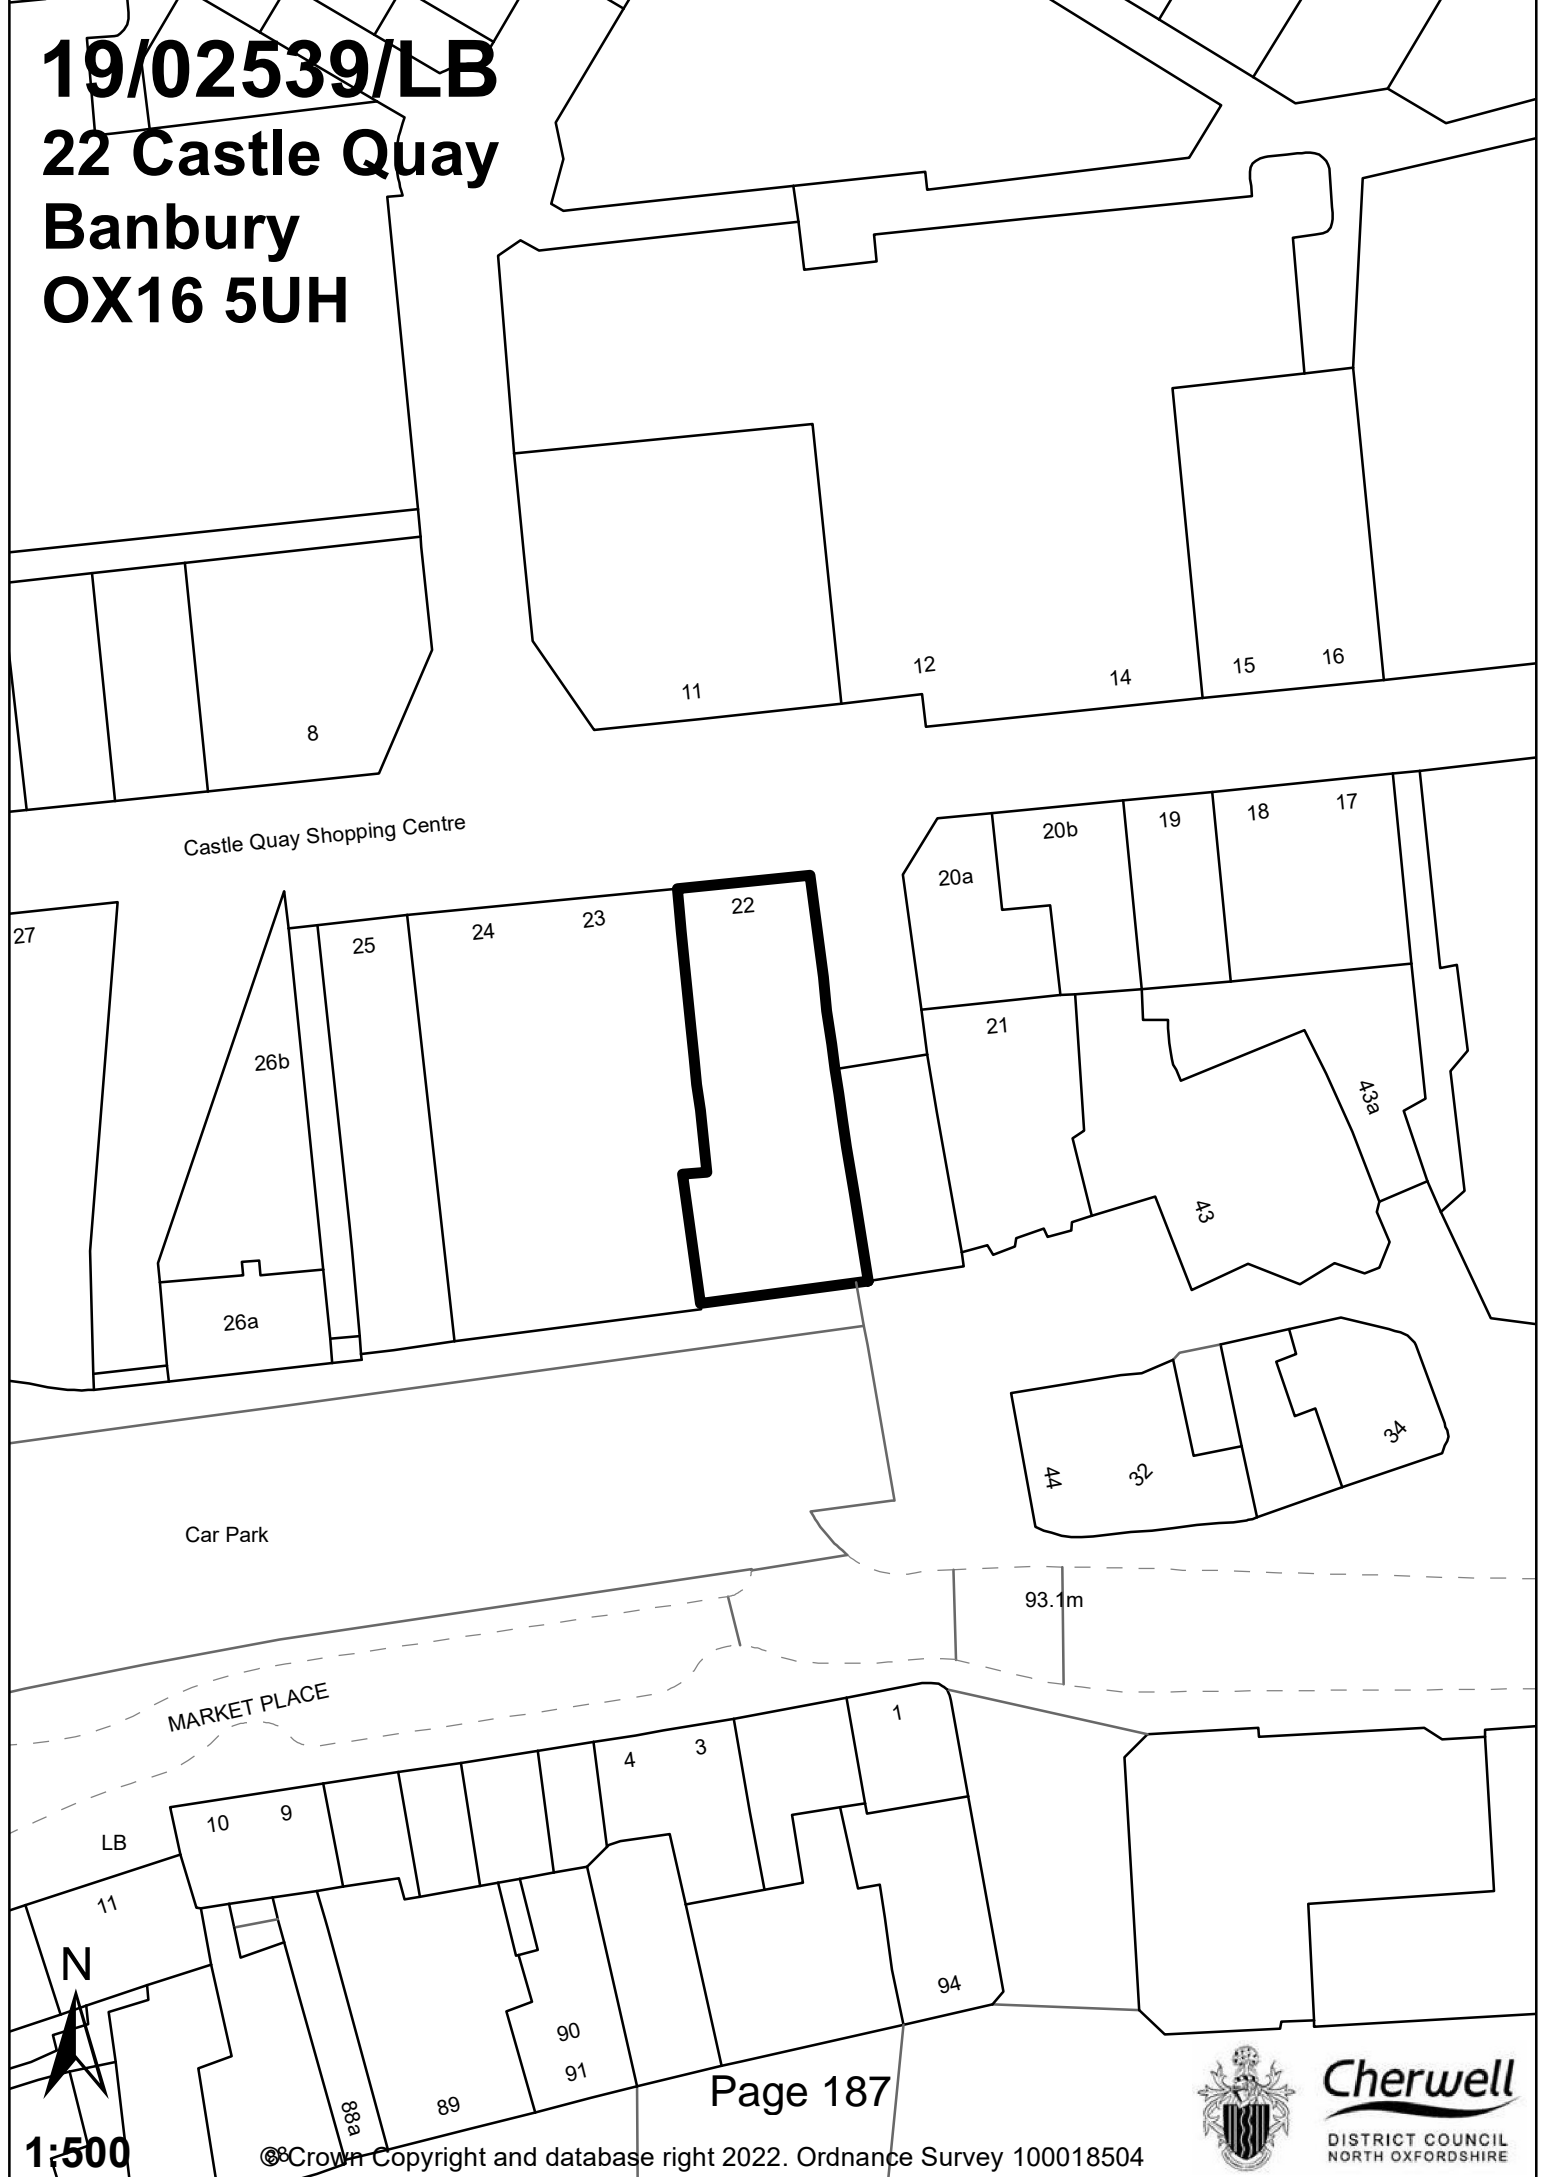 19/02539/LB
22 Castle Quay
Banbury
OX16 5UH
12
14
15
16
11
8
Castle Quay Shopping Centre
17
18
19
20b
20a
22
23
24
25
27
21
26b
43a
43
26a
34
32
44
Car Park
93.1m
MARKET PLACE
1
3
4
9
10
LB
11
N
94
90
91
89
88a
88
Page 187
1:500
© Crown Copyright and database right 2022. Ordnance Survey 100018504
Cherwell
DISTRICT COUNCIL
NORTH OXFORDSHIRE